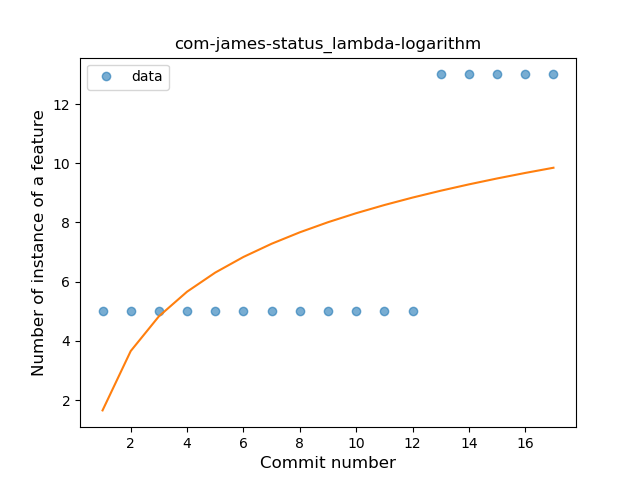 com-james-status_lambda-logarithm
data
Number of instance of a feature
12
10
8
6
4
2
2 4 6 8 10 12 14 16
Commit number